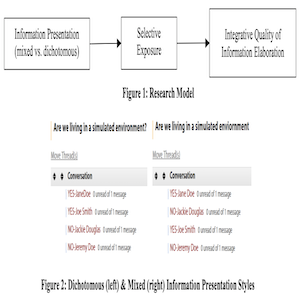 Information Presentation
(mixed vs. dichotomous)
Selective
Exposure
Integrative Quality of
Information Elaboration
Figure 1: Research Model
Are we living in a simulated environment?
Move Thread(s)
Conversation
YES-JaneDoe 0 unread of 1 message
YES-Joe Smith 0 unread of 1 message
NO-Jackie Douglas 0 unread of 1 message
NO-Jeremy Doe 0 unread of 1 message
Are we living in a simulated enviornment
Move Thread(s)
Conversation
YES-Jane Doe 0 unread of 1 message
NO-Jackie Douglas 0 unread of 1 message
YES-Joe Smith 0 unread of 1 message
NO-Jeremy Doe 0 unread of 1 message
Figure 2: Dichotomous (left) & Mixed (right) Information Presentation Styles